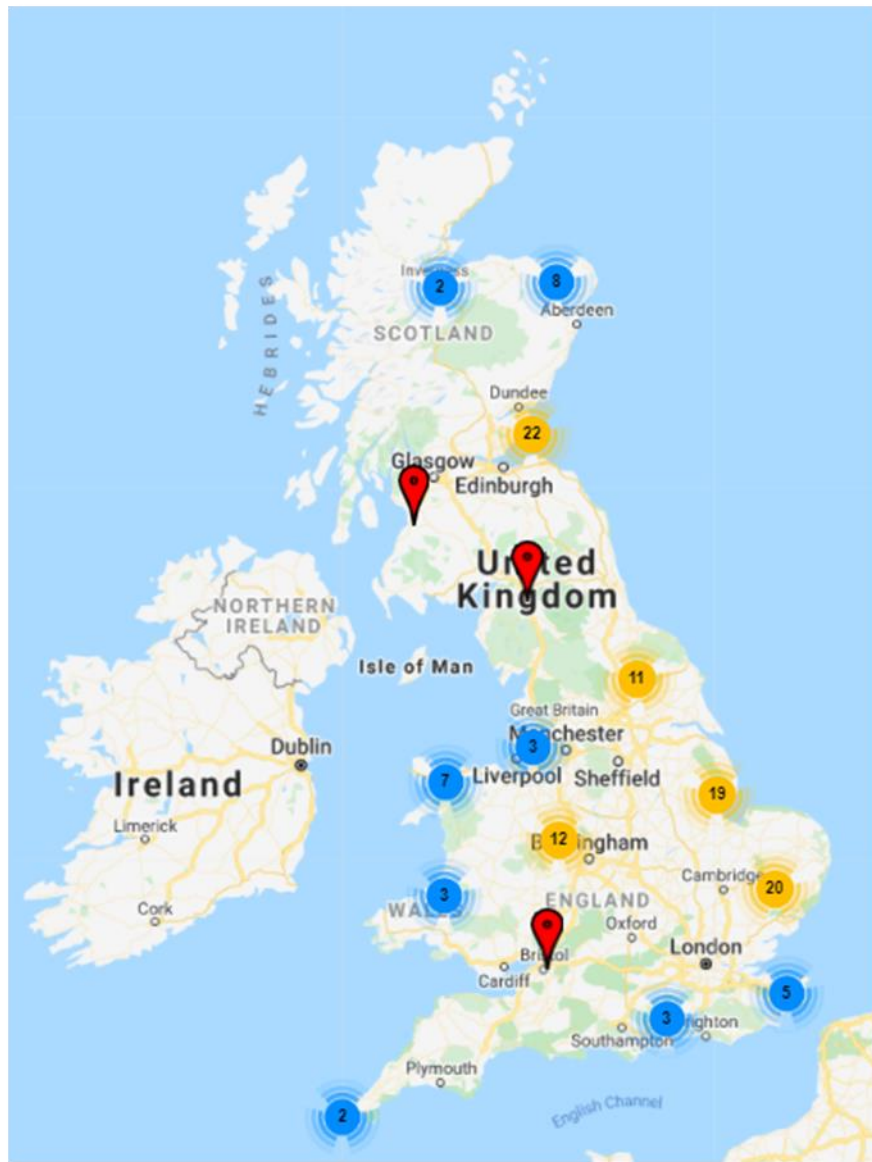 Inverness
2
8
Aberdeen
HEBRIDES
SCOTLAND
Dundee
22
Glasgow
Edinburgh
United
Kingdom
NORTHERN
IRELAND
Isle of Man
11
Great Britain
Manchester
3
Dublin
Liverpool
Sheffield
7
Ireland
19
Limerick
12
Cambridge
20
3
ENGLAND
WALES
Cork
Oxford
London
Bristol
Cardiff
5
3
Southampton
Plymouth
English Channel
2